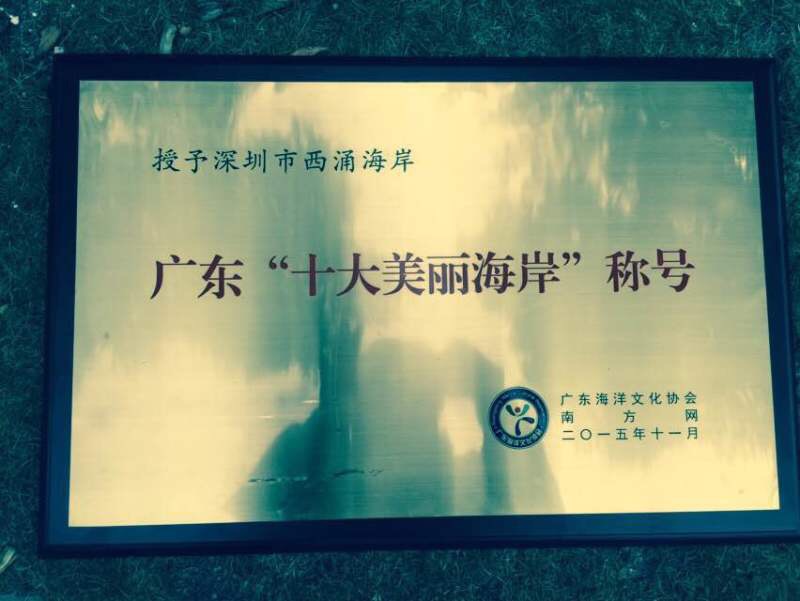 授予深圳市西涌海岸
广东“十大美丽海岸”称号
广东海洋文化协会
南方网
二〇一五年十一月